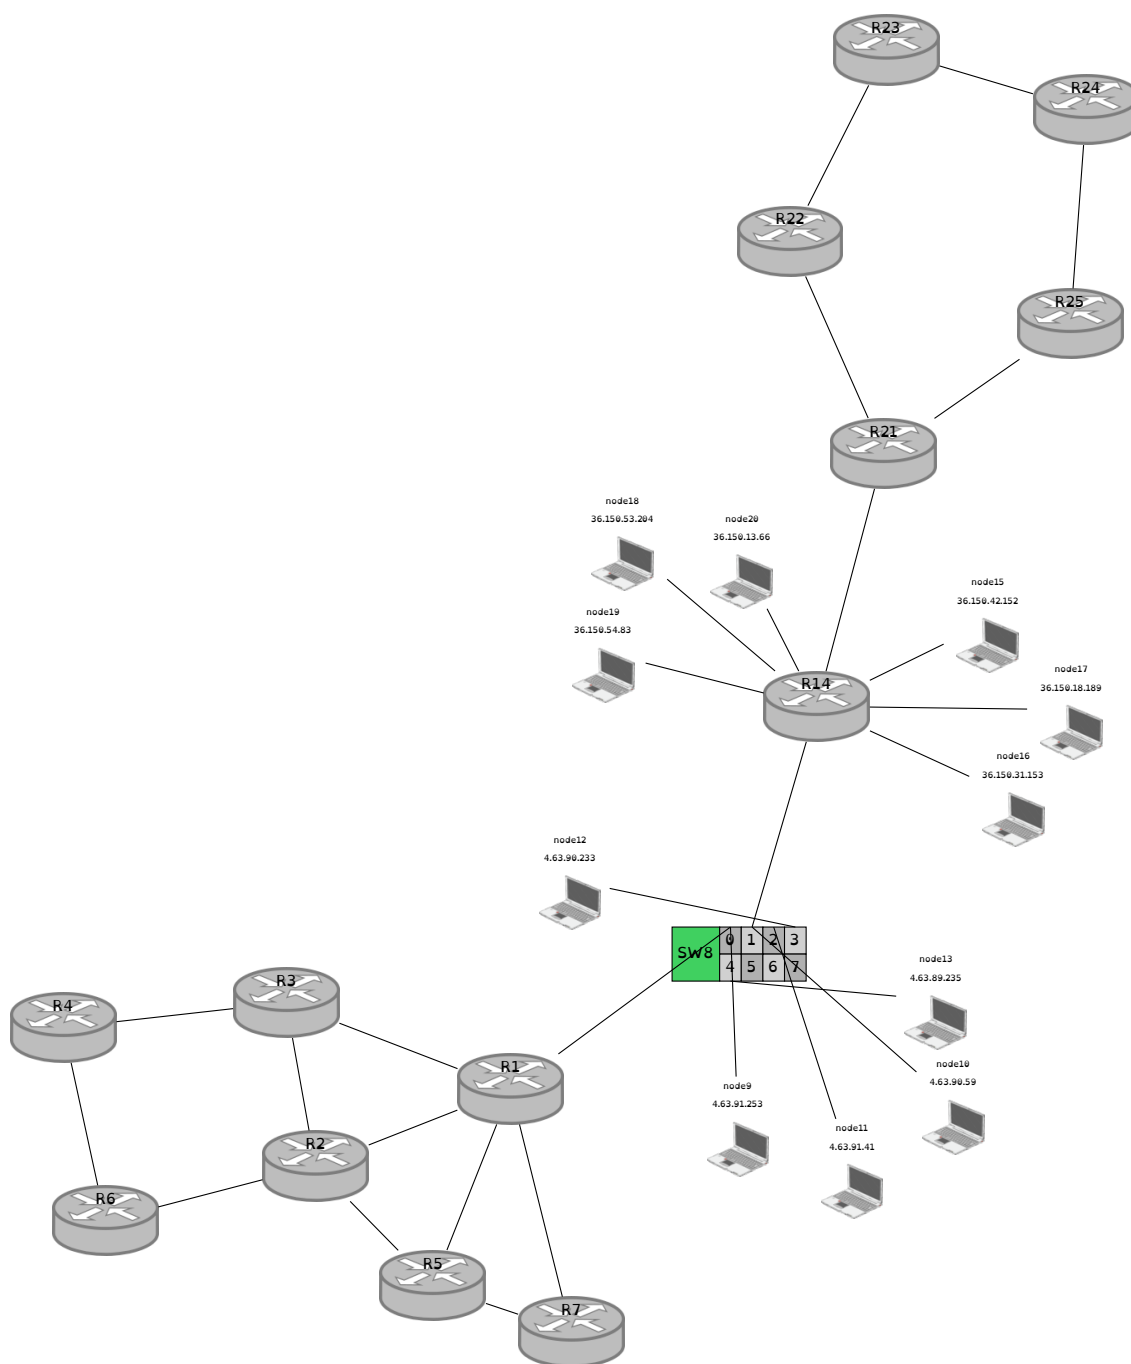 R23
R24
R22
R25
R21
node18
36.150.53.204
node20
36.150.13.66
node15
36.150.42.152
node19
36.150.54.83
node17
36.150.18.189
R14
node16
36.150.31.153
node12
4.63.90.233
SW8
0 1 2 3
4 5 6 7
node13
4.63.89.235
R3
R4
R1
node10
4.63.90.59
node9
4.63.91.253
node11
4.63.91.41
R2
R6
R5
R7